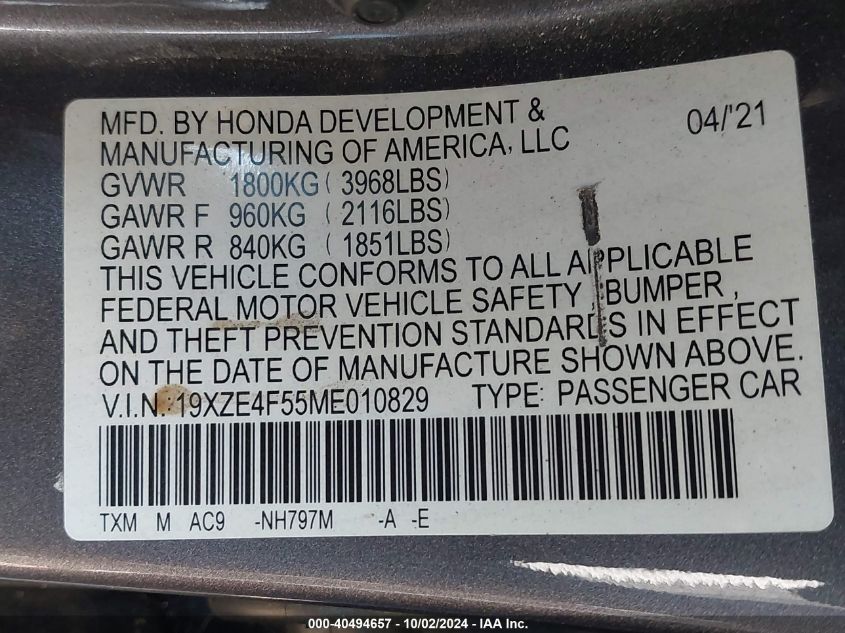 MFD. BY HONDA DEVELOPMENT & 04/'21
MANUFACTURING OF AMERICA, LLC
GVWR 1800KG ( 3968LBS)
GAWR F 960KG ( 2116LBS)
GAWR R 840KG ( 1851LBS)
THIS VEHICLE CONFORMS TO ALL APPLICABLE
FEDERAL MOTOR VEHICLE SAFETY, BUMPER,
AND THEFT PREVENTION STANDARDS IN EFFECT
ON THE DATE OF MANUFACTURE SHOWN ABOVE.
V.I.N.:19XZE4F55ME010829 TYPE: PASSENGER CAR
TXM M AC9 -NH797M -A -E
000-40494657 - 10/02/2024 - IAA Inc.